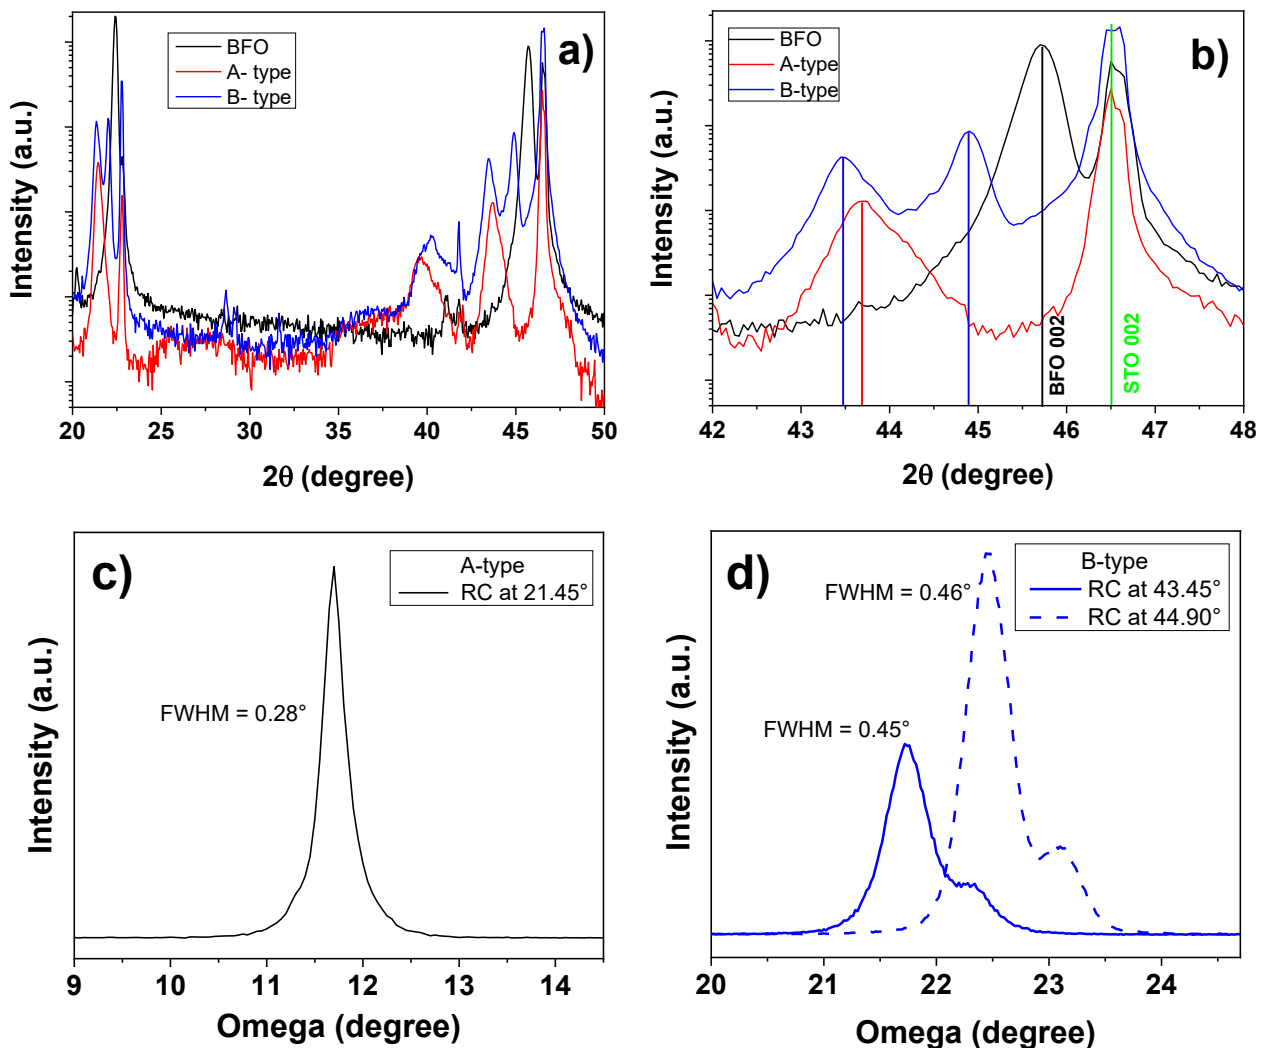 a)
BFO
A- type
B- type
Intensity (a.u.)
20 25 30 35 40 45 50
2θ (degree)
b)
BFO
A-type
B-type
Intensity (a.u.)
BFO 002
STO 002
42 43 44 45 46 47 48
2θ (degree)
c)
A-type
RC at 21.45°
FWHM = 0.28°
Intensity (a.u.)
9 10 11 12 13 14
Omega (degree)
d)
B-type
RC at 43.45°
RC at 44.90°
FWHM = 0.46°
FWHM = 0.45°
Intensity (a.u.)
20 21 22 23 24
Omega (degree)